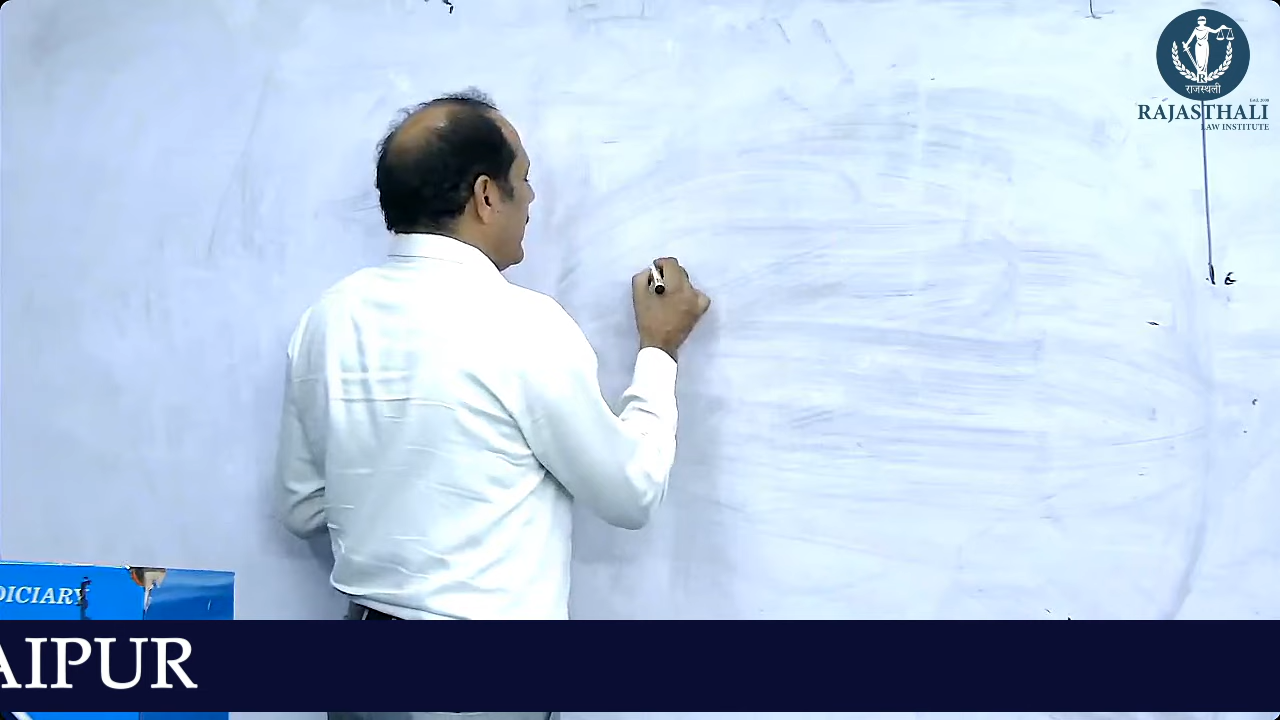 राजस्थली
RAJASTHALI
LAW INSTITUTE
E
DICIARY
AIPUR